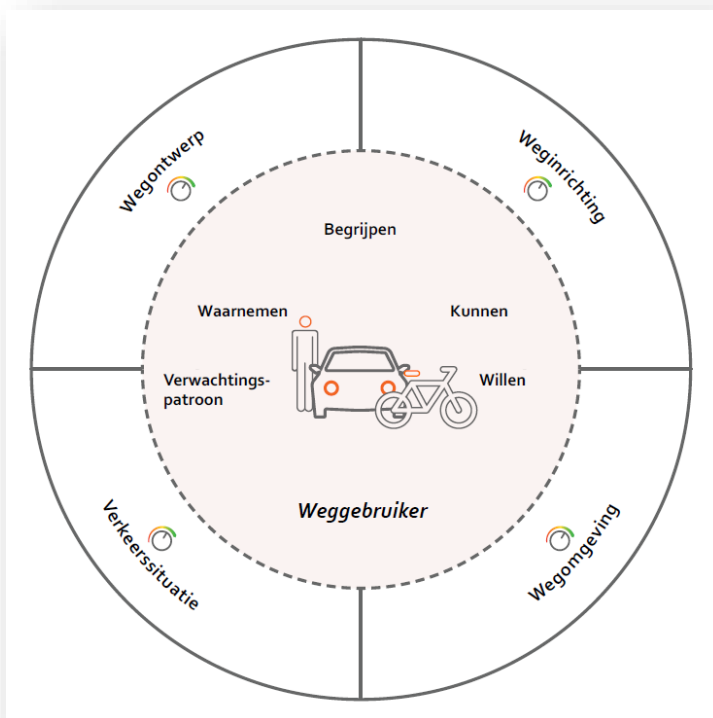 Wegontwerp
Weginrichting
Begrijpen
Waarnemen
Kunnen
Verwachtings-
patroon
Willen
Weggebruiker
Verkeerssituatie
Wegomgeving